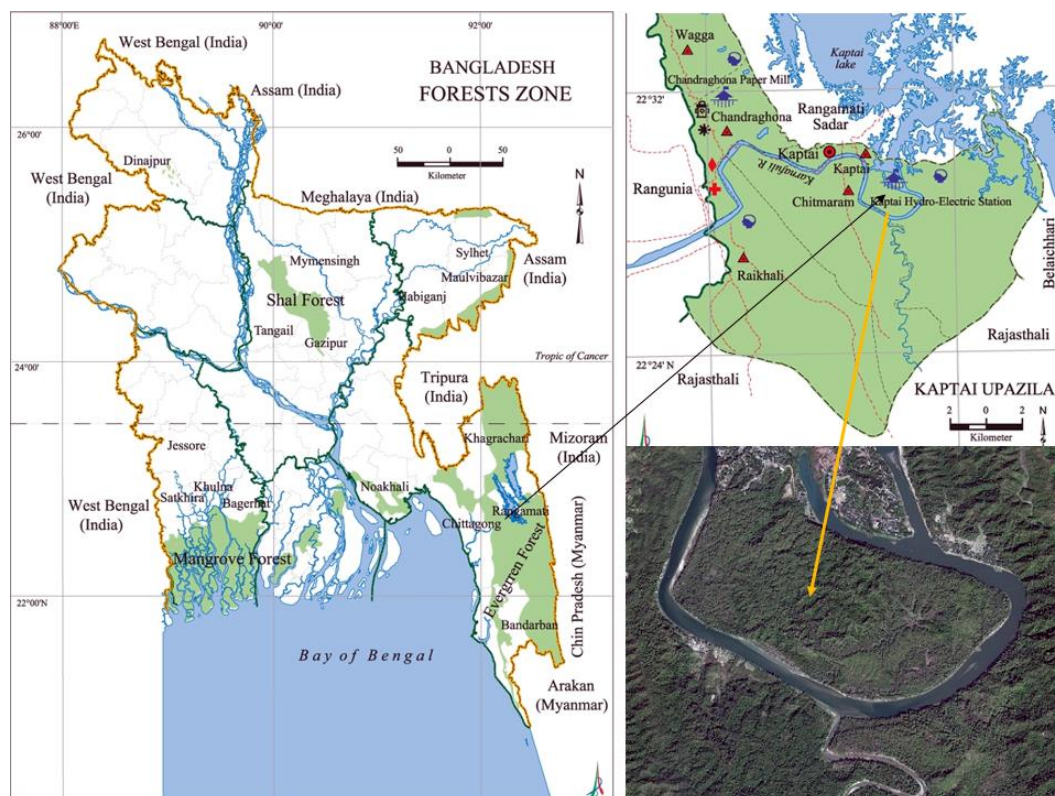 88°00'E
90°00'
92°00'
West Bengal (India)
BANGLADESH
FORESTS ZONE
Assam (India)
26°00'
50 0 50
Kilometer
Dinajpur
N
West Bengal
(India)
Meghalaya (India)
Sylhet
Assam
(India)
Mymensingh
Maulvibazar
Shal Forest
Habiganj
Tangail
Gazipur
Tropic of Cancer
24°00'
Tripura
(India)
Khagrachari
Mizoram
(India)
Jessore
Khulna
Satkhira
Bagerhat
Noakhali
West Bengal
(India)
Rangamati
Chittagong
Mangrove Forest
Evergrren Forest
Chin Pradesh (Myanmar)
22°00'N
Bandarban
Bay of Bengal
Arakan
(Myanmar)
Wagga
Kaptai
lake
Chandraghona Paper Mill
22°32'
Rangamati
Sadar
Chandraghona
Kaptai
Kaptai
Karnafuli R
Rangunia
Chitmaram
Kaptai Hydro-Electric Station
Belaichhari
Raikhali
Rajasthali
22°24' N
Rajasthali
KAPTAI UPAZILA
2 0 2
Kilometer
N